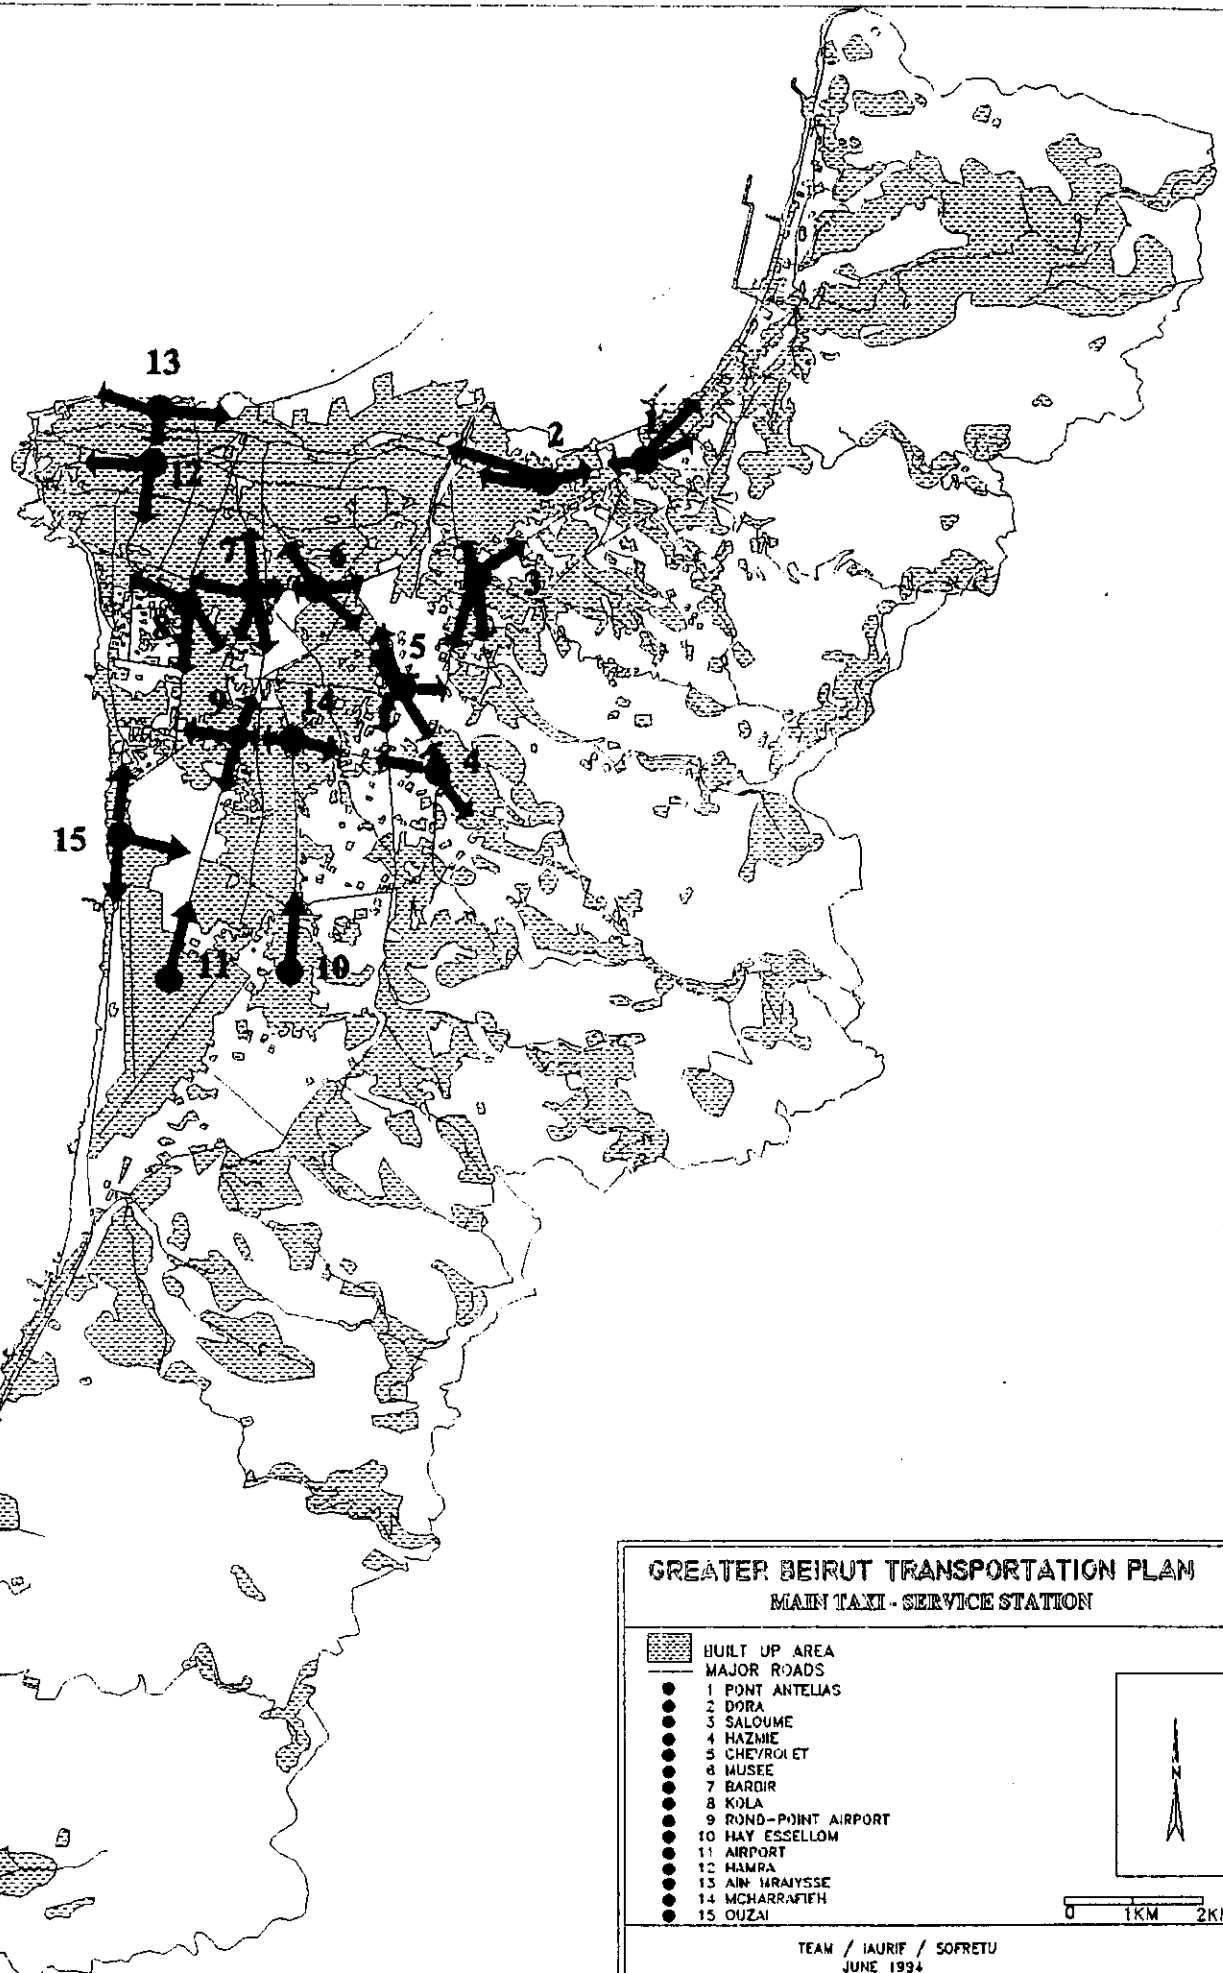 13
1
2
12
7
6
3
8
5
9
14
4
15
11
10
GREATER BEIRUT TRANSPORTATION PLAN
MAIN TAXI - SERVICE STATION
BUILT UP AREA
MAJOR ROADS
1 PONT ANTELIAS
2 DORA
3 SALOUME
4 HAZMIE
5 CHEVROLET
6 MUSEE
7 BARBIR
8 KOLA
9 ROND-POINT AIRPORT
10 HAY ESSELLOM
11 AIRPORT
12 HAMRA
13 AIN MRAIYSSE
14 MCHARRAFIEH
15 OUZAI
N
0 1KM 2KM
TEAM / IAURIF / SOFRETU
JUNE 1994